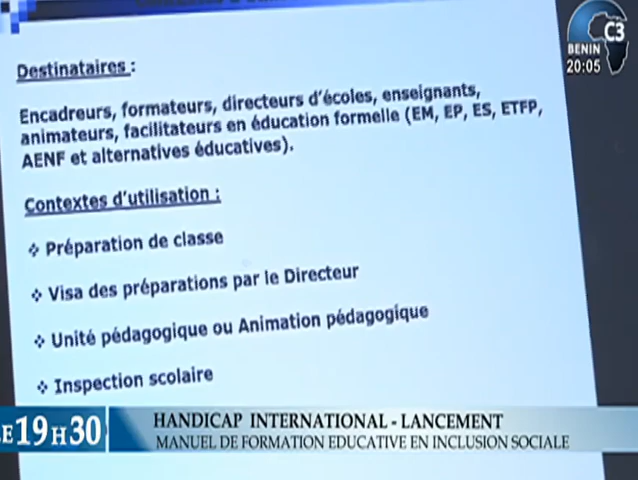 C3
BENIN
20:05
Destinataires :
Encadreurs, formateurs, directeurs d'écoles, enseignants,
animateurs, facilitateurs en éducation formelle (EM, EP, ES, ETFP,
AENF et alternatives éducatives).
Contextes d'utilisation :
❖ Préparation de classe
❖ Visa des préparations par le Directeur
❖ Unité pédagogique ou Animation pédagogique
❖ Inspection scolaire
E 19H30
HANDICAP INTERNATIONAL - LANCEMENT
MANUEL DE FORMATION EDUCATIVE EN INCLUSION SOCIALE